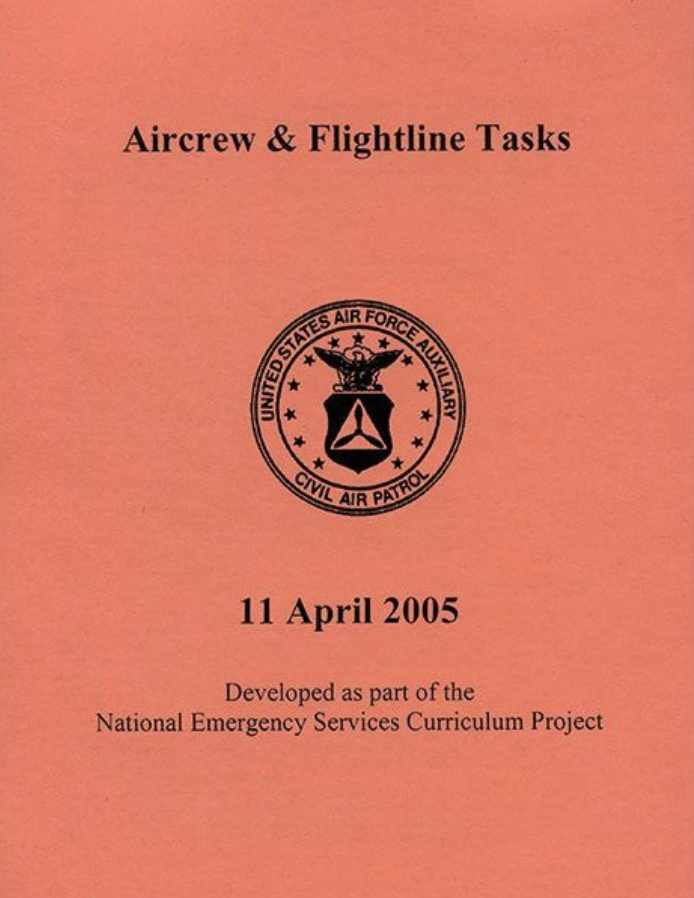 Aircrew & Flightline Tasks
UNITED STATES AIR FORCE AUXILIARY
CIVIL AIR PATROL
11 April 2005
Developed as part of the
National Emergency Services Curriculum Project